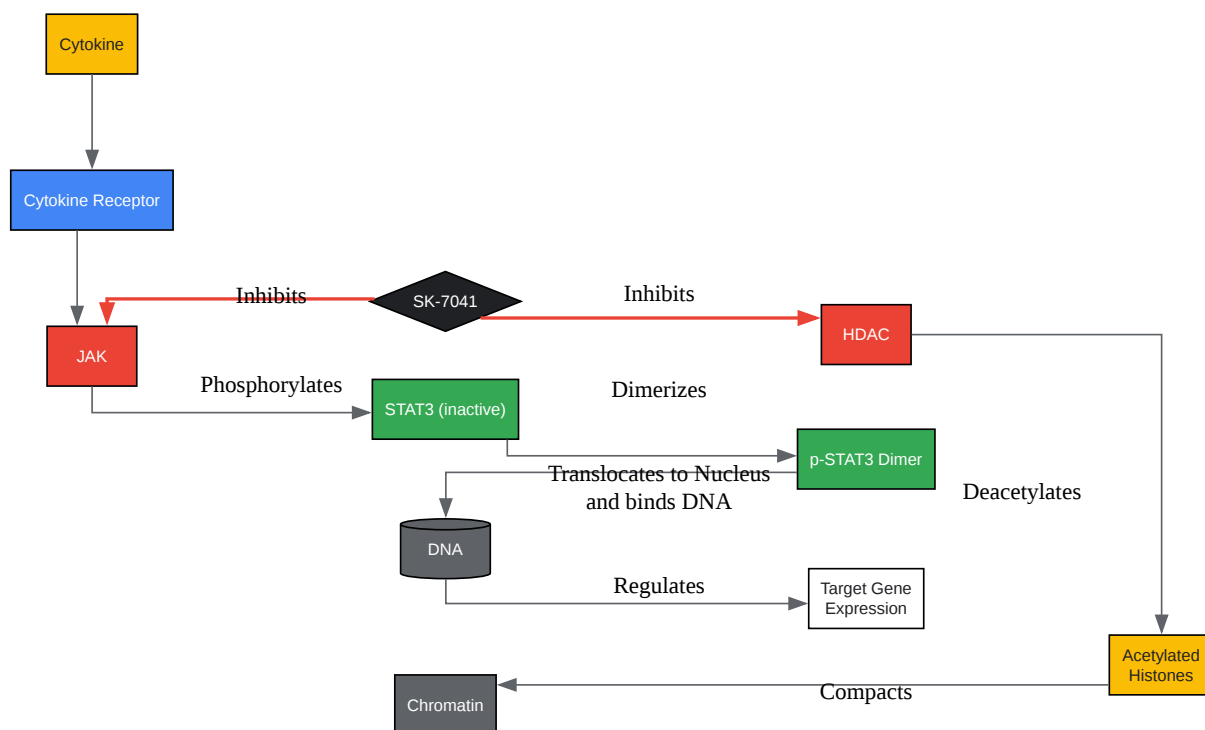 Cytokine
Cytokine Receptor
Inhibits
SK-7041
Inhibits
HDAC
JAK
Phosphorylates
STAT3 (inactive)
Dimerizes
p-STAT3 Dimer
Translocates to Nucleus
and binds DNA
Deacetylates
DNA
Regulates
Target Gene
Expression
Acetylated
Histones
Compacts
Chromatin